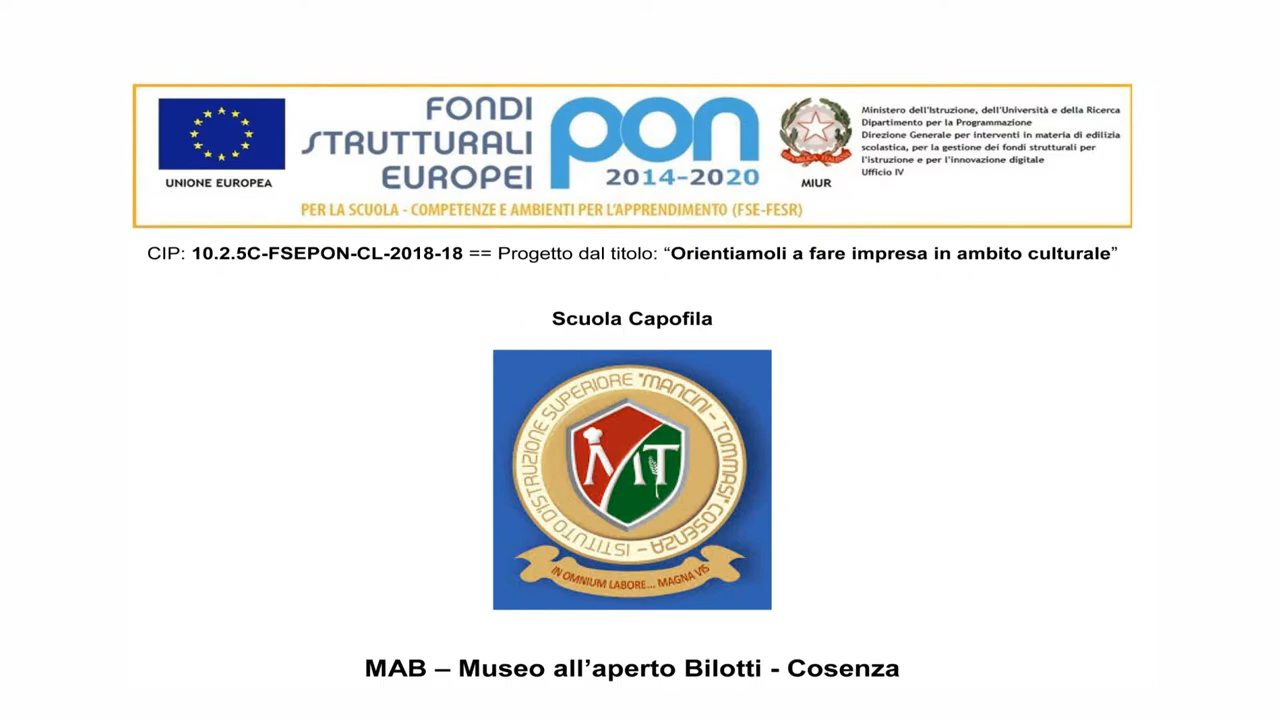 FONDI
STRUTTURALI
EUROPEI
pon
2014-2020
UNIONE EUROPEA
MIUR
Ministero dell'Istruzione, dell'Università e della Ricerca
Dipartimento per la Programmazione
Direzione Generale per interventi in materia di edilizia
scolastica, per la gestione dei fondi strutturali per
l'istruzione e per l'innovazione digitale
Ufficio IV
PER LA SCUOLA - COMPETENZE E AMBIENTI PER L'APPRENDIMENTO (FSE-FESR)
CIP: 10.2.5C-FSEPON-CL-2018-18 == Progetto dal titolo: “Orientiamoli a fare impresa in ambito culturale”
Scuola Capofila
ISTITUTO D'ISTRUZIONE SUPERIORE "MANCINI - TOMMASI" COSENZA -
MT
IN OMNIUM LABORE... MAGNA VIS
MAB – Museo all’aperto Bilotti - Cosenza